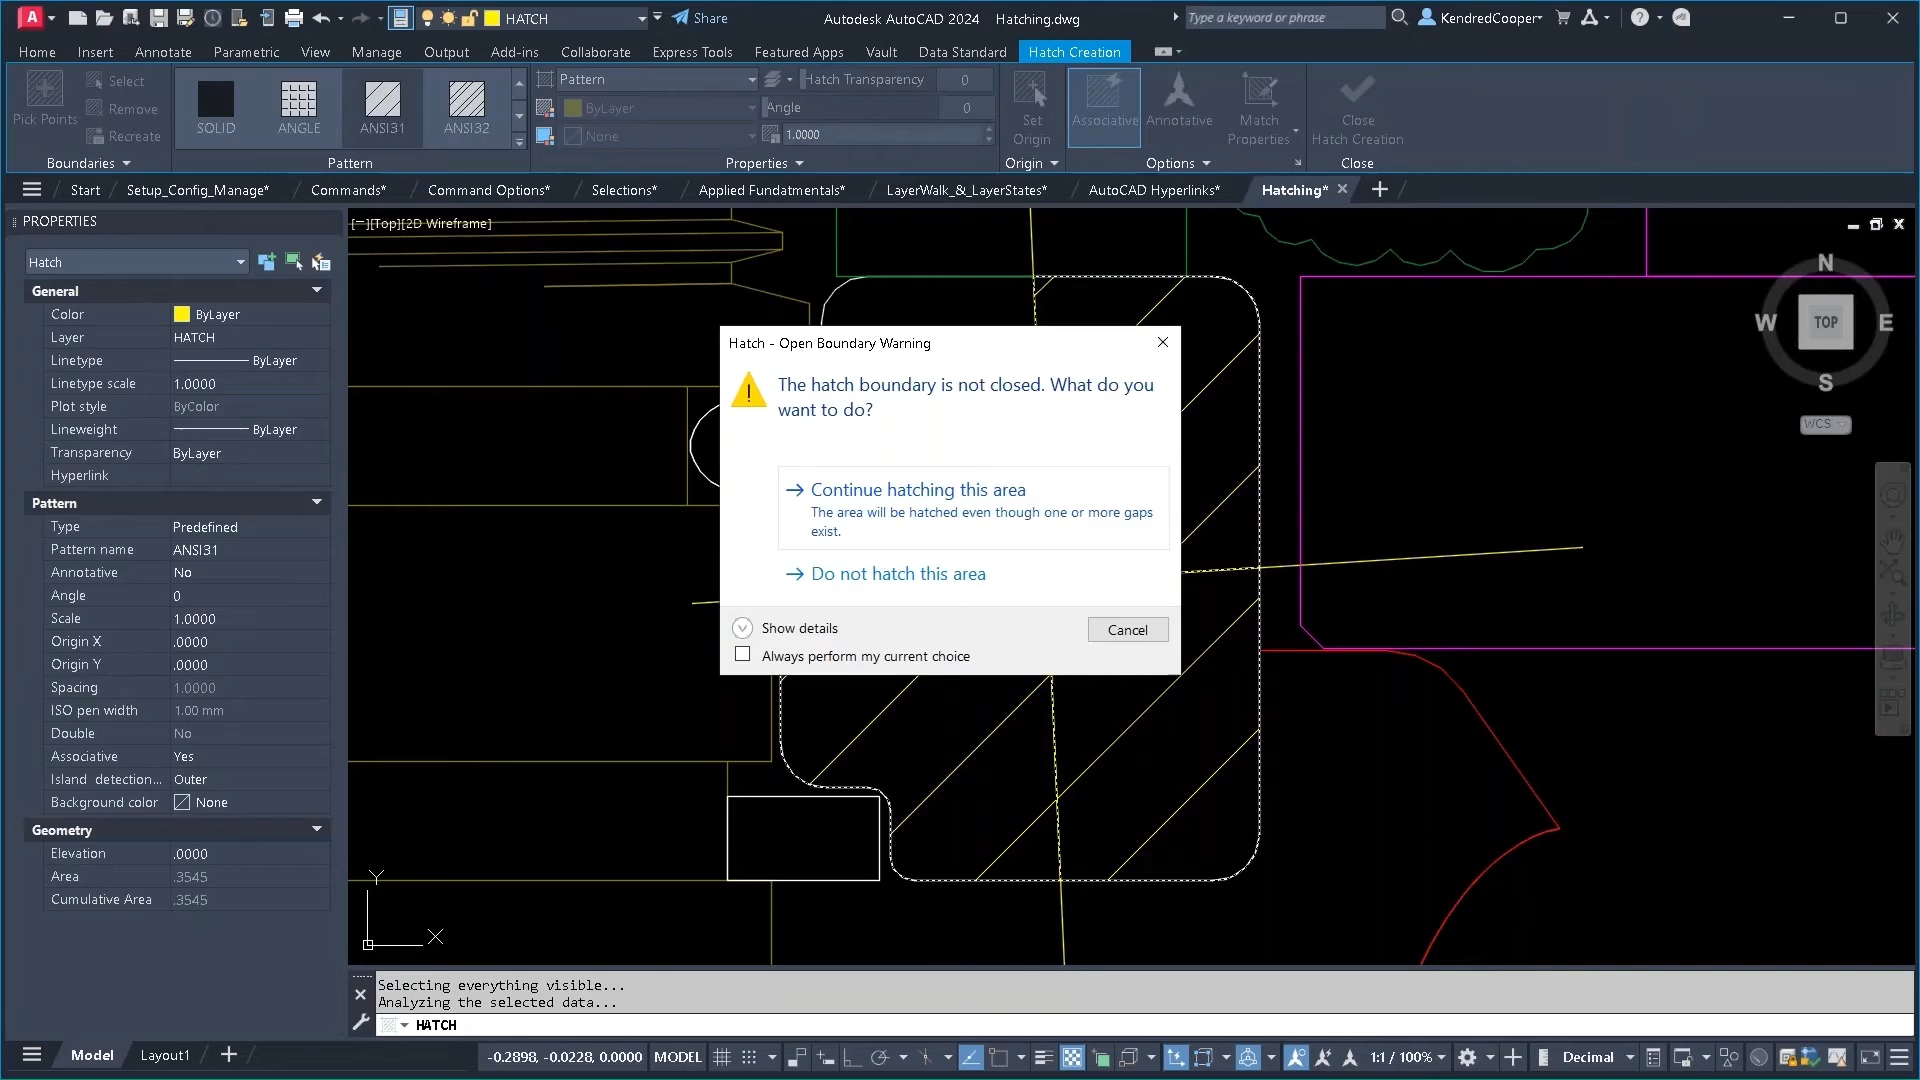 HATCH
Share
Autodesk AutoCAD 2024 Hatching.dwg
Type a keyword or phrase
KendredCooper
Home Insert Annotate Parametric View Manage Output Add-ins Collaborate Express Tools Featured Apps Vault Data Standard Hatch Creation
Pick Points
Select
Remove
Recreate
Boundaries
SOLID ANGLE ANSI31 ANSI32
Pattern
Pattern
ByLayer
None
Hatch Transparency 0
Angle 0
1.0000
Properties
Set Origin
Origin
Associative
Annotative
Match Properties
Options
Close Hatch Creation
Close
Start Setup_Config_Manage* Commands* Command Options* Selections* Applied Fundatmentals* LayerWalk_&_LayerStates* AutoCAD Hyperlinks* Hatching*
PROPERTIES
Hatch
General
Color ByLayer
Layer HATCH
Linetype ByLayer
Linetype scale 1.0000
Plot style ByColor
Lineweight ByLayer
Transparency ByLayer
Hyperlink
Pattern
Type Predefined
Pattern name ANSI31
Annotative No
Angle 0
Scale 1.0000
Origin X .0000
Origin Y .0000
Spacing 1.0000
ISO pen width 1.00 mm
Double No
Associative Yes
Island detection... Outer
Background color None
Geometry
Elevation .0000
Area .3545
Cumulative Area .3545
[−][Top][2D Wireframe]
N
W TOP E
S
WCS
Hatch - Open Boundary Warning
The hatch boundary is not closed. What do you
want to do?
Continue hatching this area
The area will be hatched even though one or more gaps
exist.
Do not hatch this area
Show details
Cancel
Always perform my current choice
Y
X
Selecting everything visible...
Analyzing the selected data...
HATCH
Model Layout1
-0.2898, -0.0228, 0.0000 MODEL 1:1 / 100% Decimal